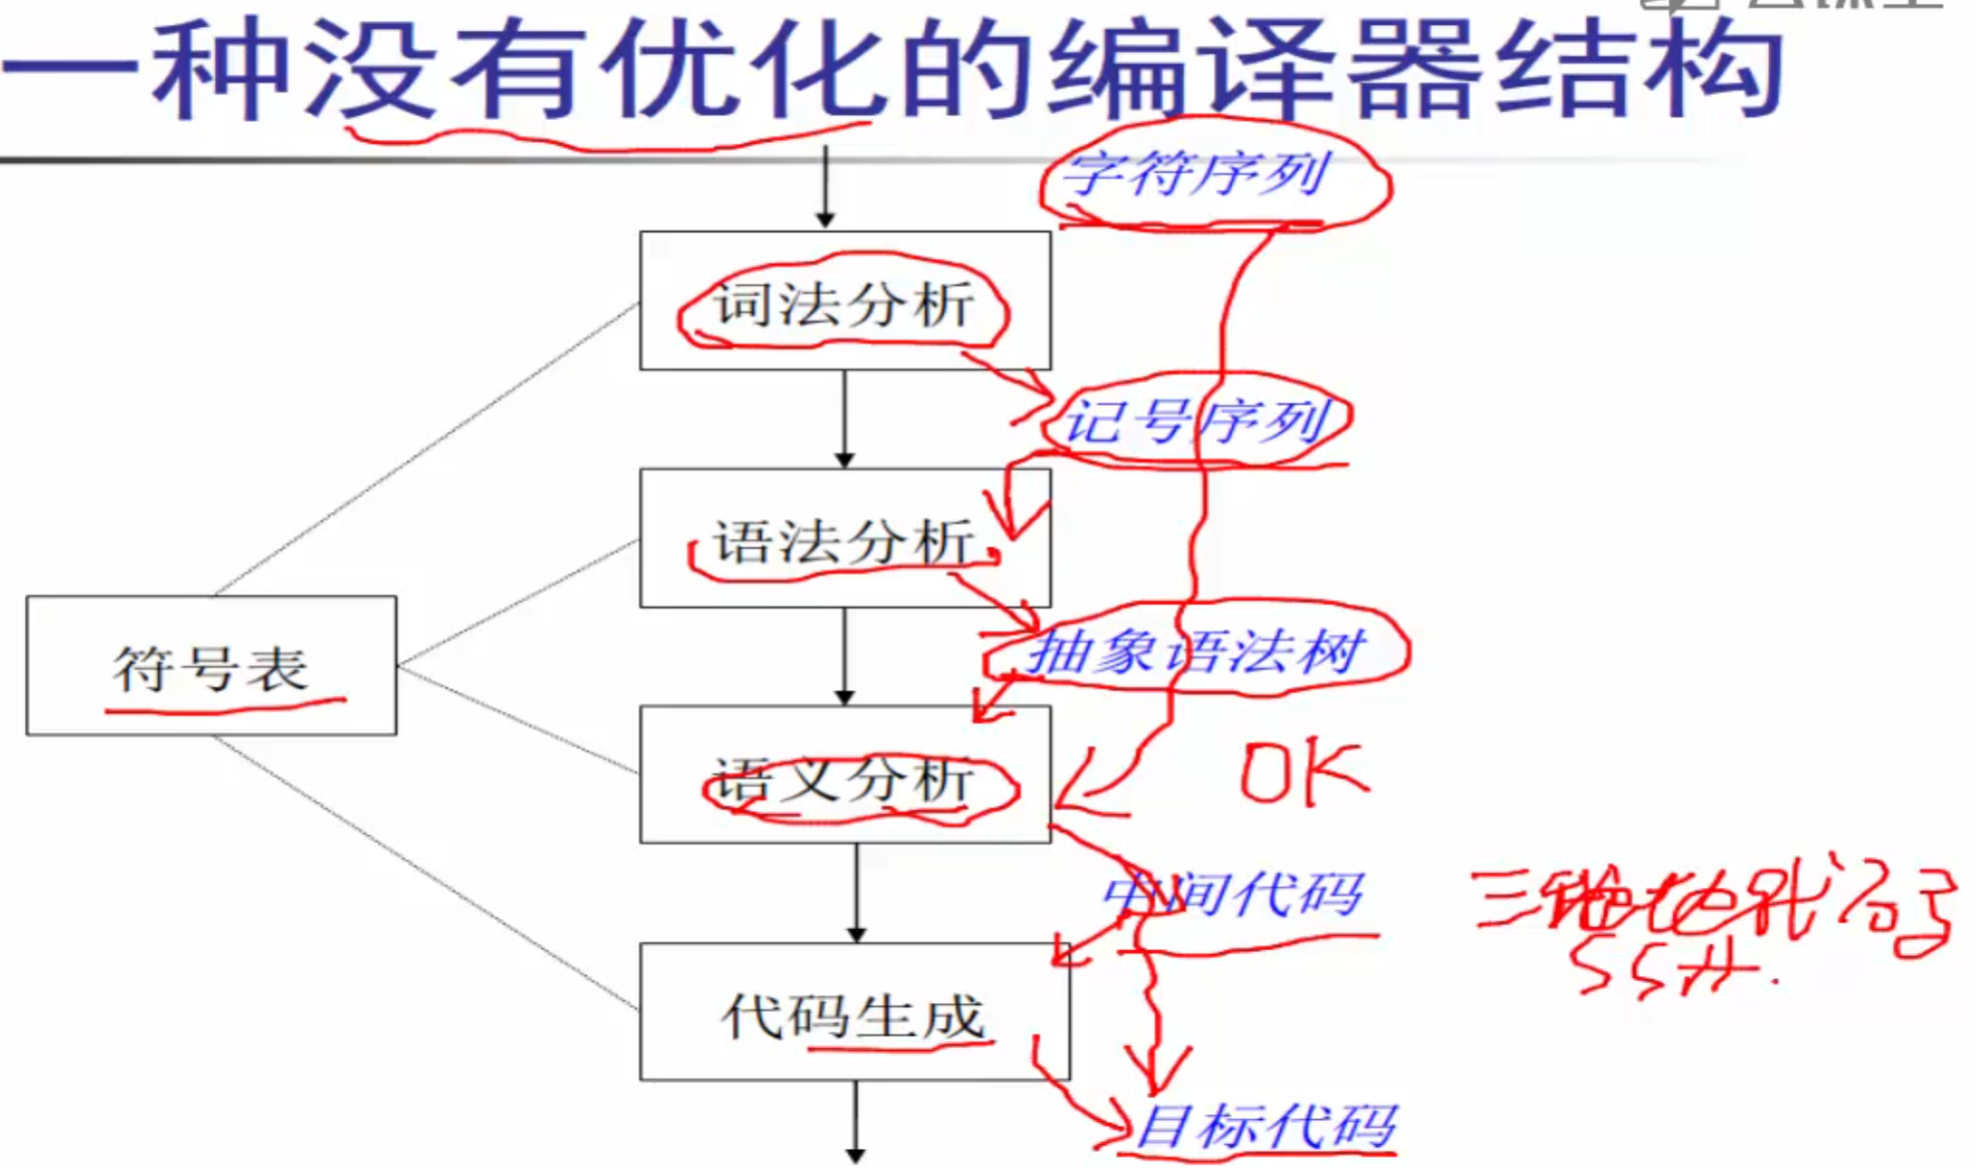 一种没有优化的编译器结构
字符序列
词法分析
记号序列
语法分析
抽象语法树
符号表
语义分析
OK
中间代码
三地址代码
SSA.
代码生成
目标代码